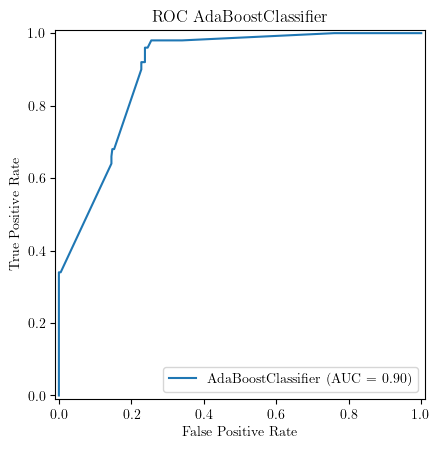 ROC AdaBoostClassifier
True Positive Rate
1.0
0.8
0.6
0.4
0.2
0.0
AdaBoostClassifier (AUC = 0.90)
0.0 0.2 0.4 0.6 0.8 1.0
False Positive Rate